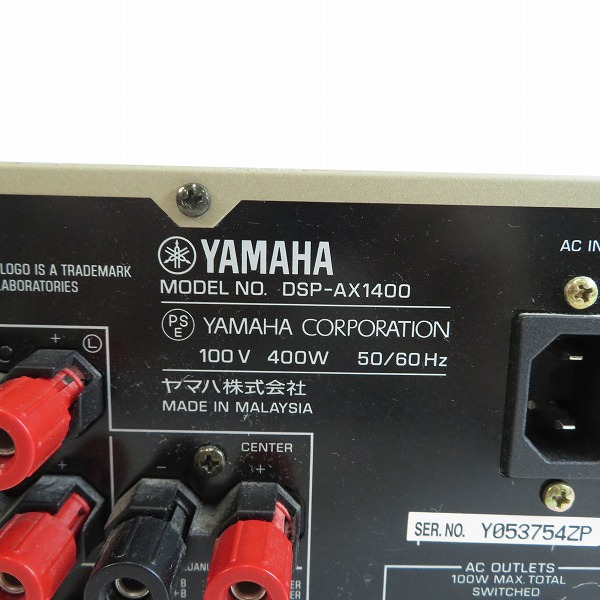 YAMAHA
MODEL NO. DSP-AX1400
LOGO IS A TRADEMARK
LABORATORIES
AC IN
PS
E
YAMAHA CORPORATION
100V 400W 50/60Hz
ヤマハ株式会社
MADE IN MALAYSIA
+ L
CENTER
+ - +
SER.NO. Y053754ZP
AC OUTLETS
100W MAX. TOTAL
SWITCHED